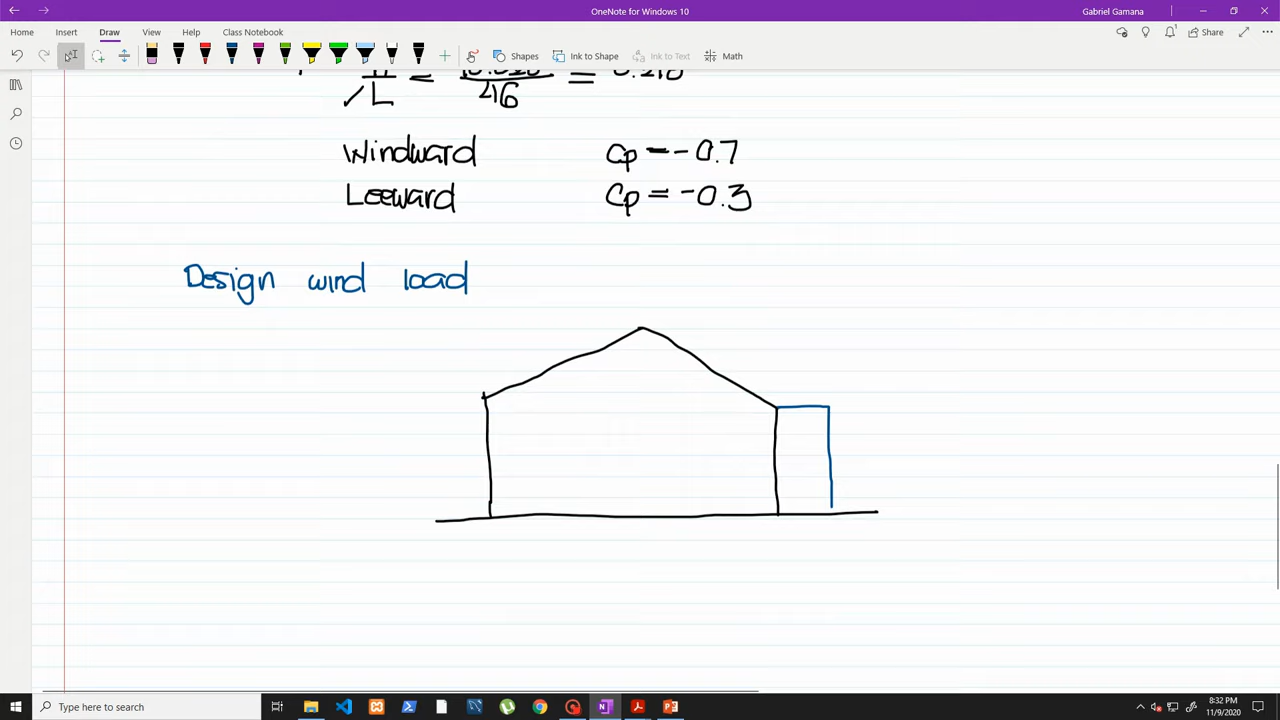 OneNote for Windows 10
Gabriel Gamana
Home Insert Draw View Help Class Notebook
Share
Shapes Ink to Shape Ink to Text Math
L = 46 =
Windward Cp = -0.7
Leeward Cp = -0.3
Design wind load
Type here to search
8:32 PM
11/9/2020